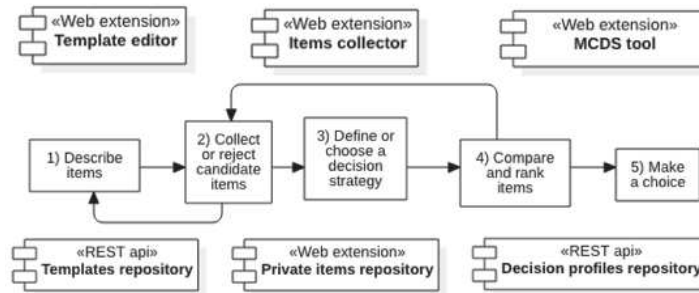 «Web extension»
Template editor
«Web extension»
Items collector
«Web extension»
MCDS tool
1) Describe
items
2) Collect
or reject
candidate
items
3) Define or
choose a
decision
strategy
4) Compare
and rank
items
5) Make
a choice
«REST api»
Templates repository
«Web extension»
Private items repository
«REST api»
Decision profiles repository